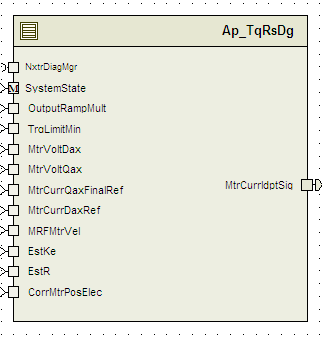 Ap_TqRsDg
NxtrDiagMgr
SystemState
OutputRampMult
TrqLimitMin
MtrVoltDax
MtrVoltQax
MtrCurrQaxFinalRef
MtrCurrDaxRef
MRFMtrVel
EstKe
EstR
CorrMtrPosElec
MtrCurrIdptSig